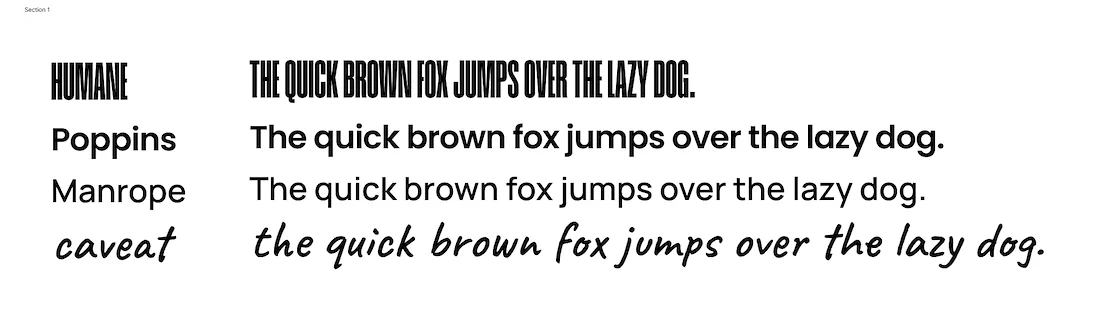 Section 1
HUMANE THE QUICK BROWN FOX JUMPS OVER THE LAZY DOG.
Poppins The quick brown fox jumps over the lazy dog.
Manrope The quick brown fox jumps over the lazy dog.
caveat the quick brown fox jumps over the lazy dog.